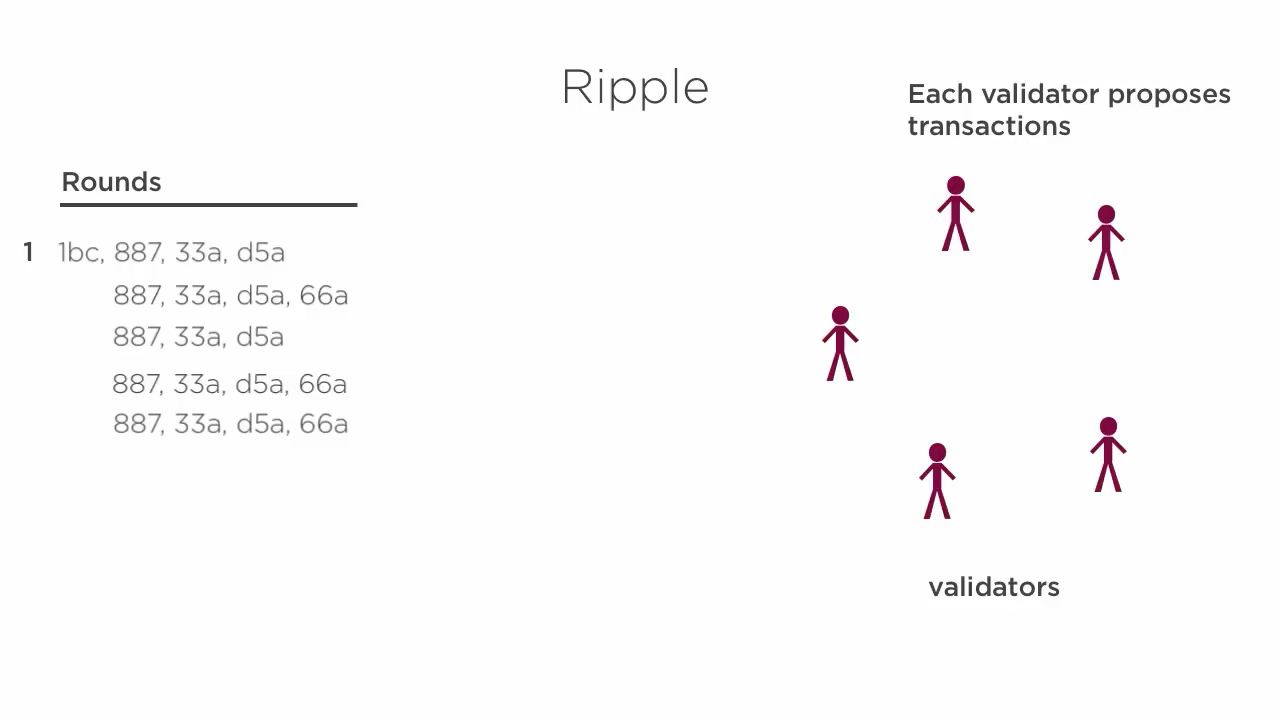 Ripple
Each validator proposes
transactions
Rounds
1 1bc, 887, 33a, d5a
887, 33a, d5a, 66a
887, 33a, d5a
887, 33a, d5a, 66a
887, 33a, d5a, 66a
validators